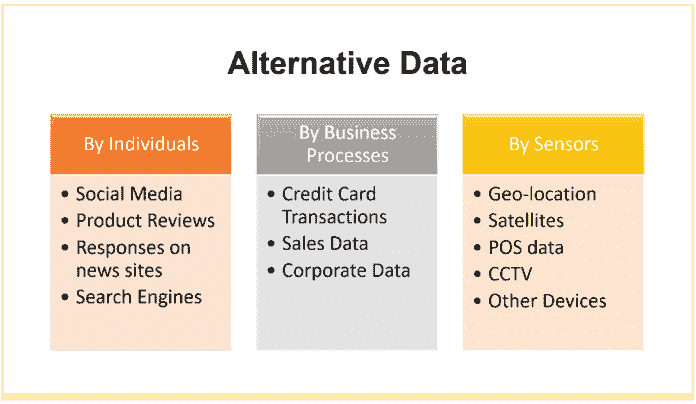 Alternative Data
By Individuals
• Social Media
• Product Reviews
• Responses on
news sites
• Search Engines
By Business
Processes
• Credit Card
Transactions
• Sales Data
• Corporate Data
By Sensors
• Geo-location
• Satellites
• POS data
• CCTV
• Other Devices